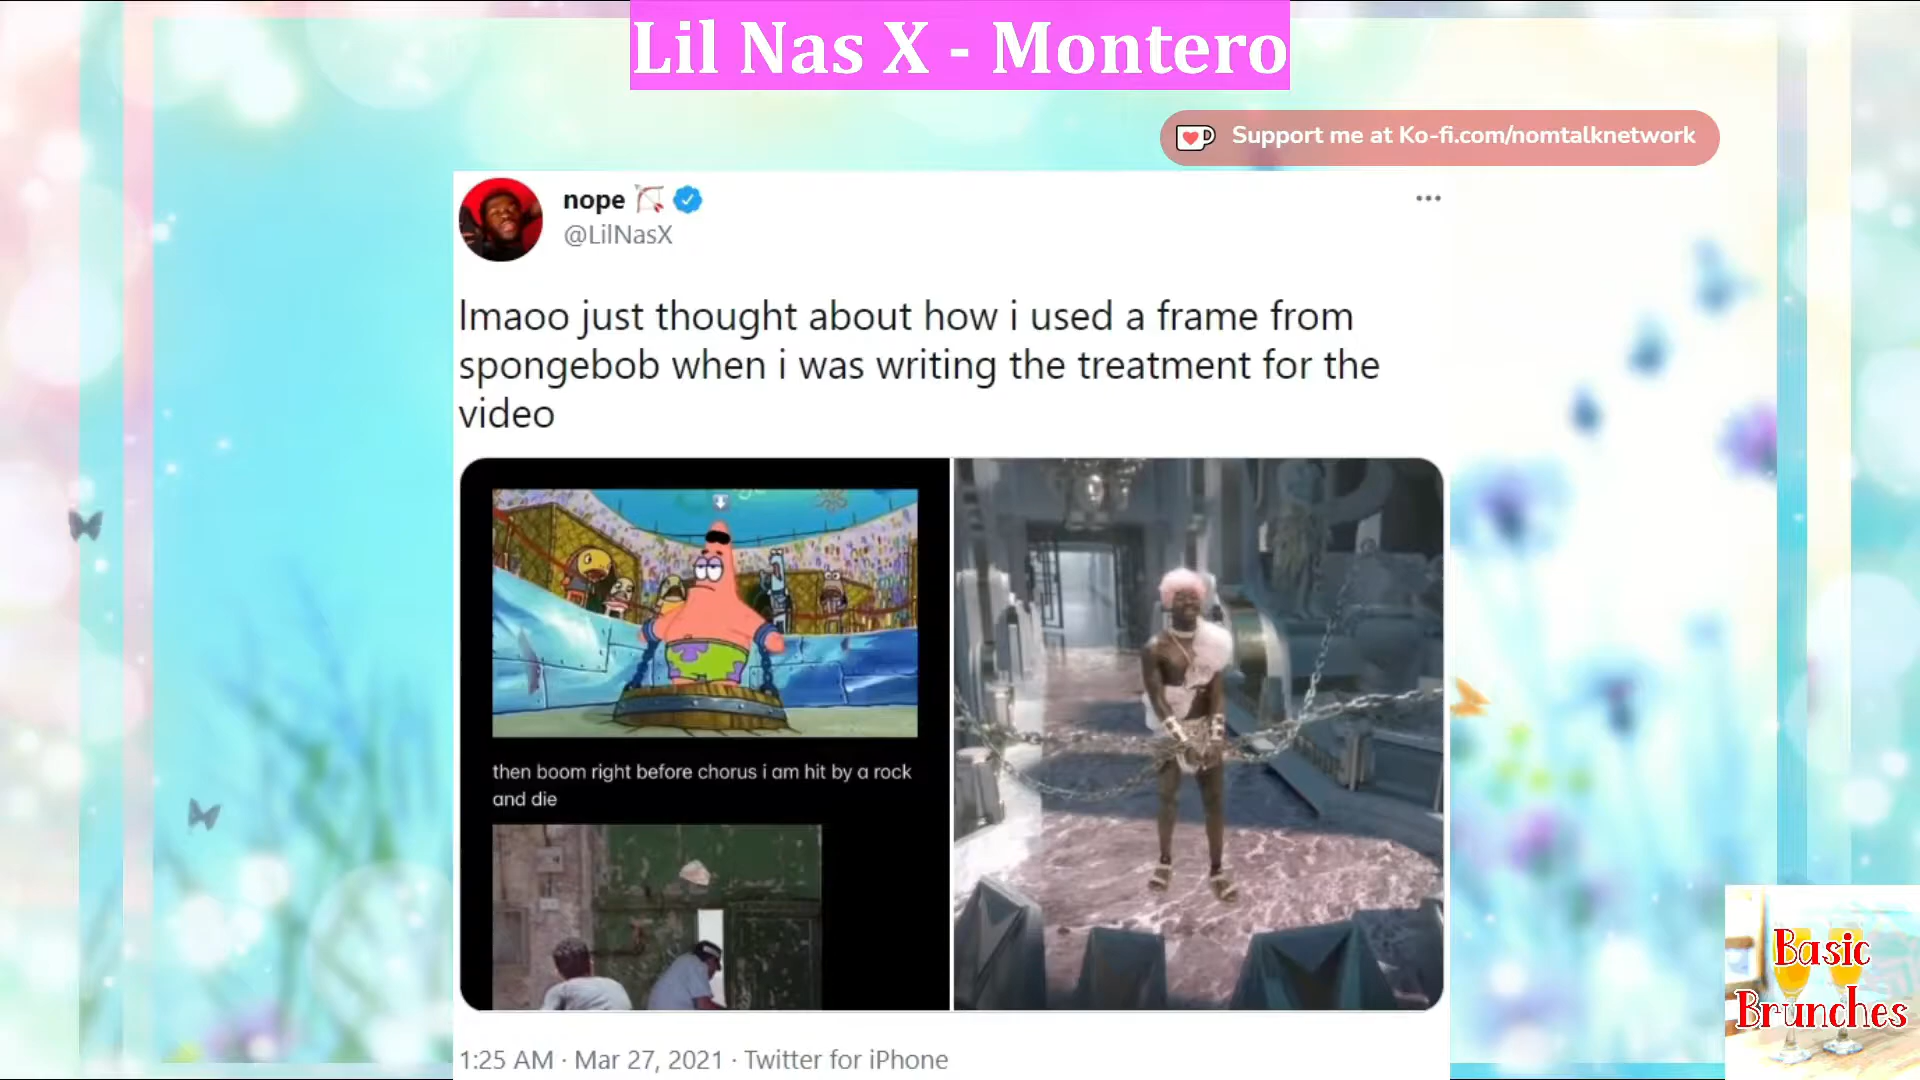 Lil Nas X - Montero
Support me at Ko-fi.com/nomtalknetwork
nope
@LilNasX
lmaoo just thought about how i used a frame from
spongebob when i was writing the treatment for the
video
then boom right before chorus i am hit by a rock
and die
1:25 AM · Mar 27, 2021 · Twitter for iPhone
Basic
Brunches